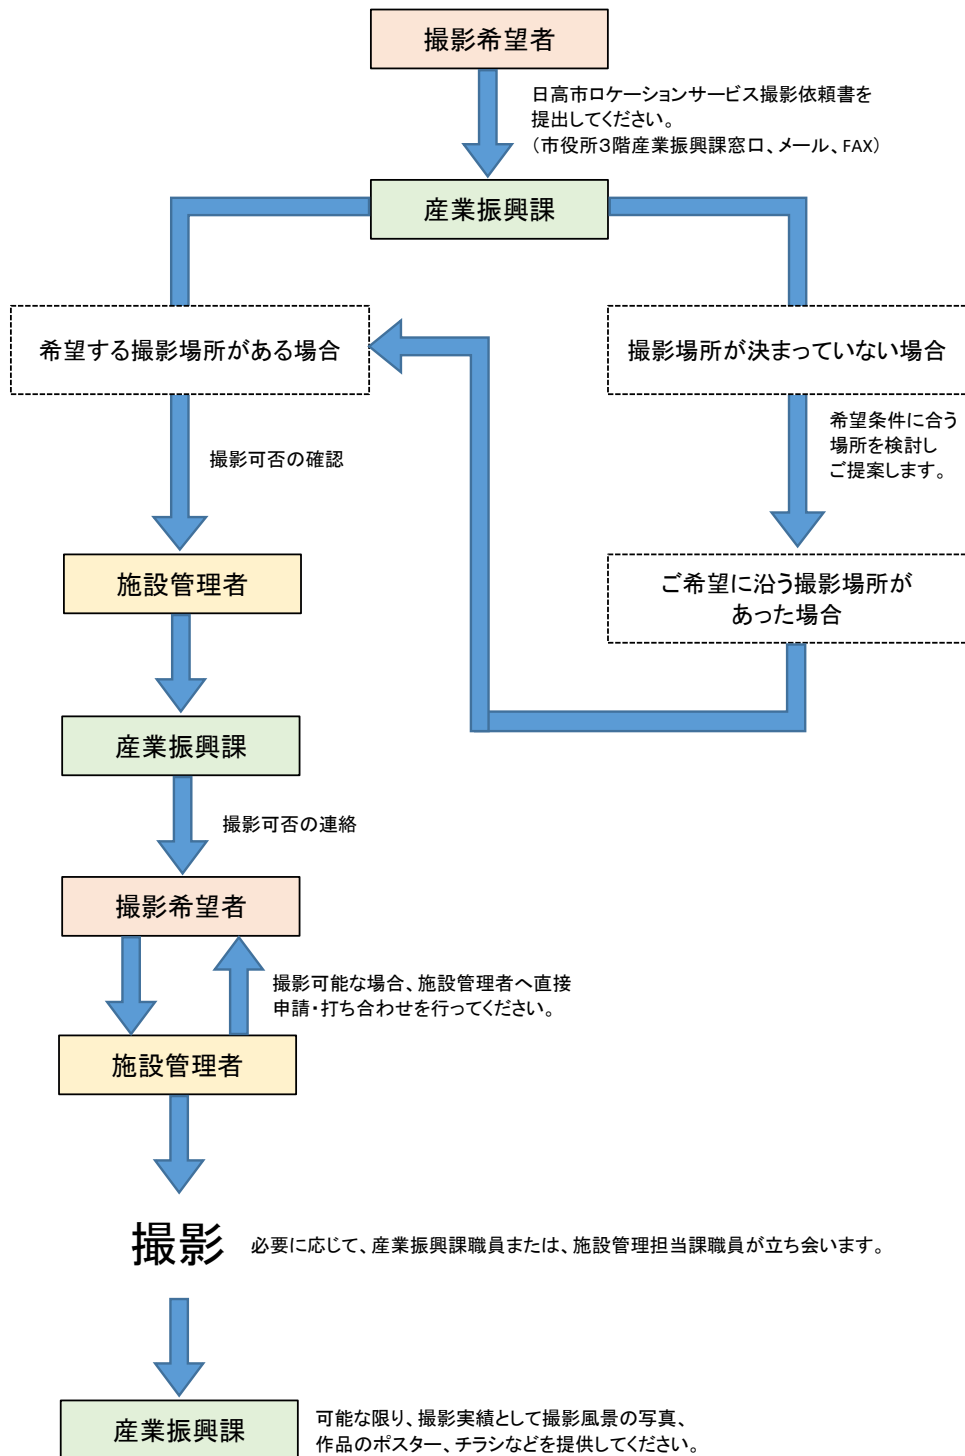 撮影希望者
日高市ロケーションサービス撮影依頼書を
提出してください。
（市役所3階産業振興課窓口、メール、FAX）
産業振興課
希望する撮影場所がある場合
撮影場所が決まっていない場合
撮影可否の確認
希望条件に合う
場所を検討し
ご提案します。
施設管理者
ご希望に沿う撮影場所が
あった場合
産業振興課
撮影可否の連絡
撮影希望者
撮影可能な場合、施設管理者へ直接
申請・打ち合わせを行ってください。
施設管理者
撮影
必要に応じて、産業振興課職員または、施設管理担当課職員が立ち会います。
産業振興課
可能な限り、撮影実績として撮影風景の写真、
作品のポスター、チラシなどを提供してください。